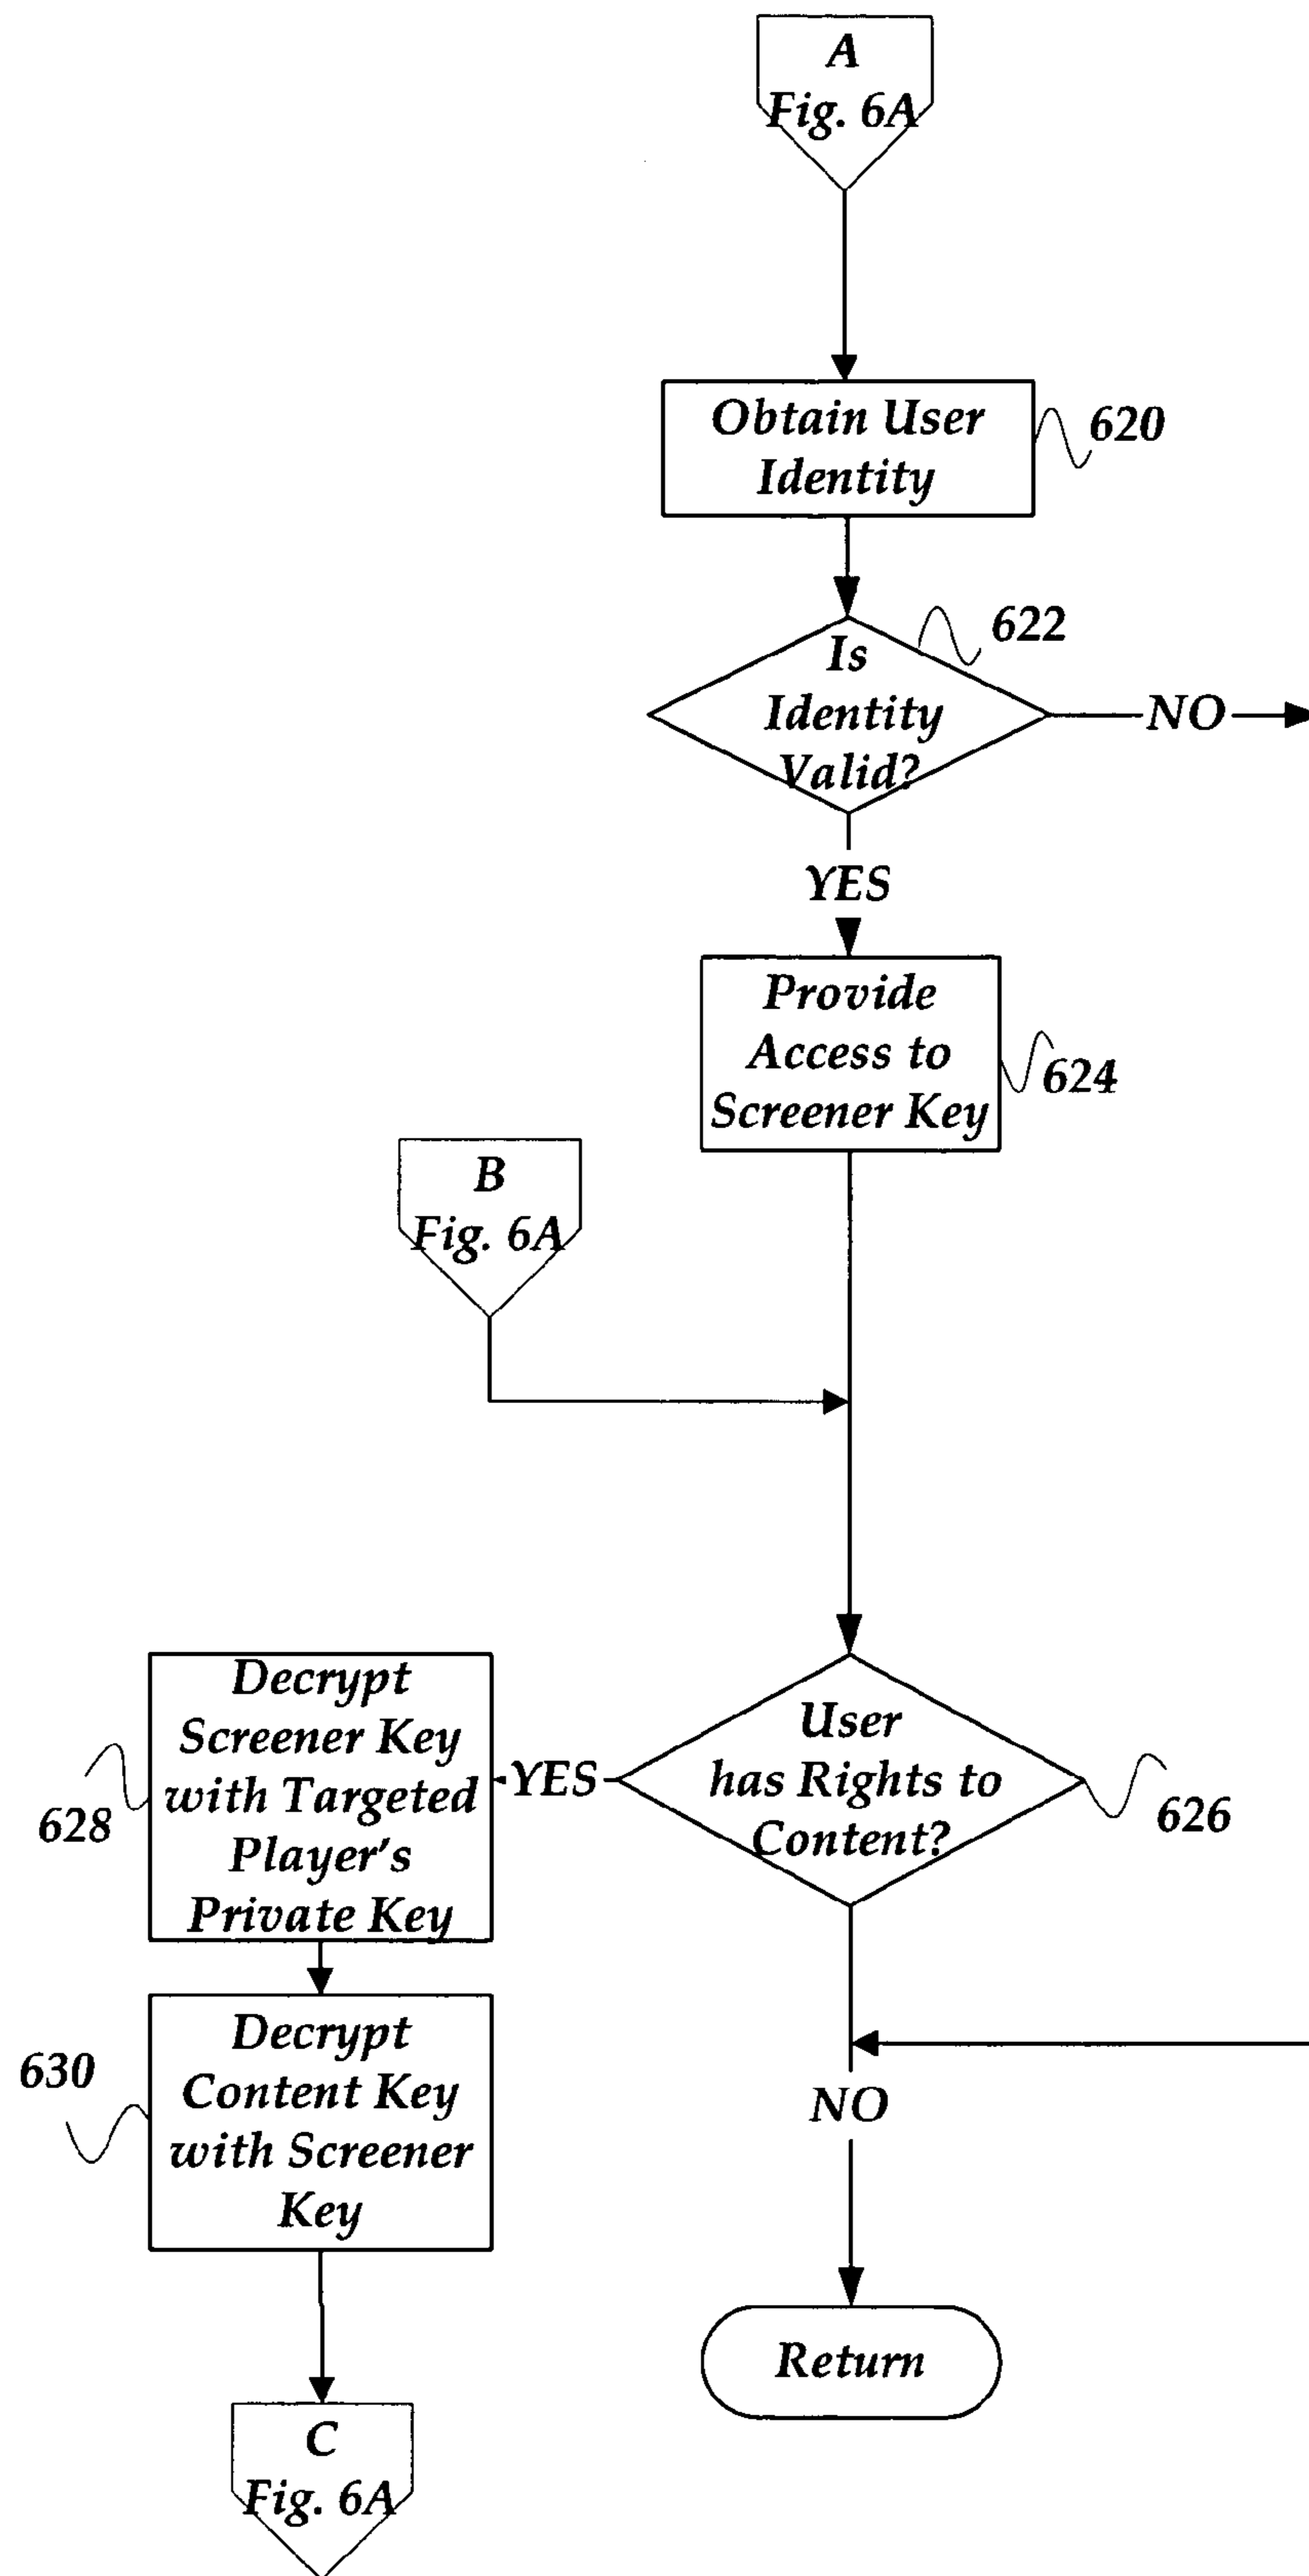 A
Fig. 6A
Obtain User
Identity
620
622
Is
Identity
Valid?
NO
YES
Provide
Access to
Screener Key
624
B
Fig. 6A
User
has Rights to
Content?
626
YES
Decrypt
Screener Key
with Targeted
Player's
Private Key
628
Decrypt
Content Key
with Screener
Key
630
NO
Return
C
Fig. 6A